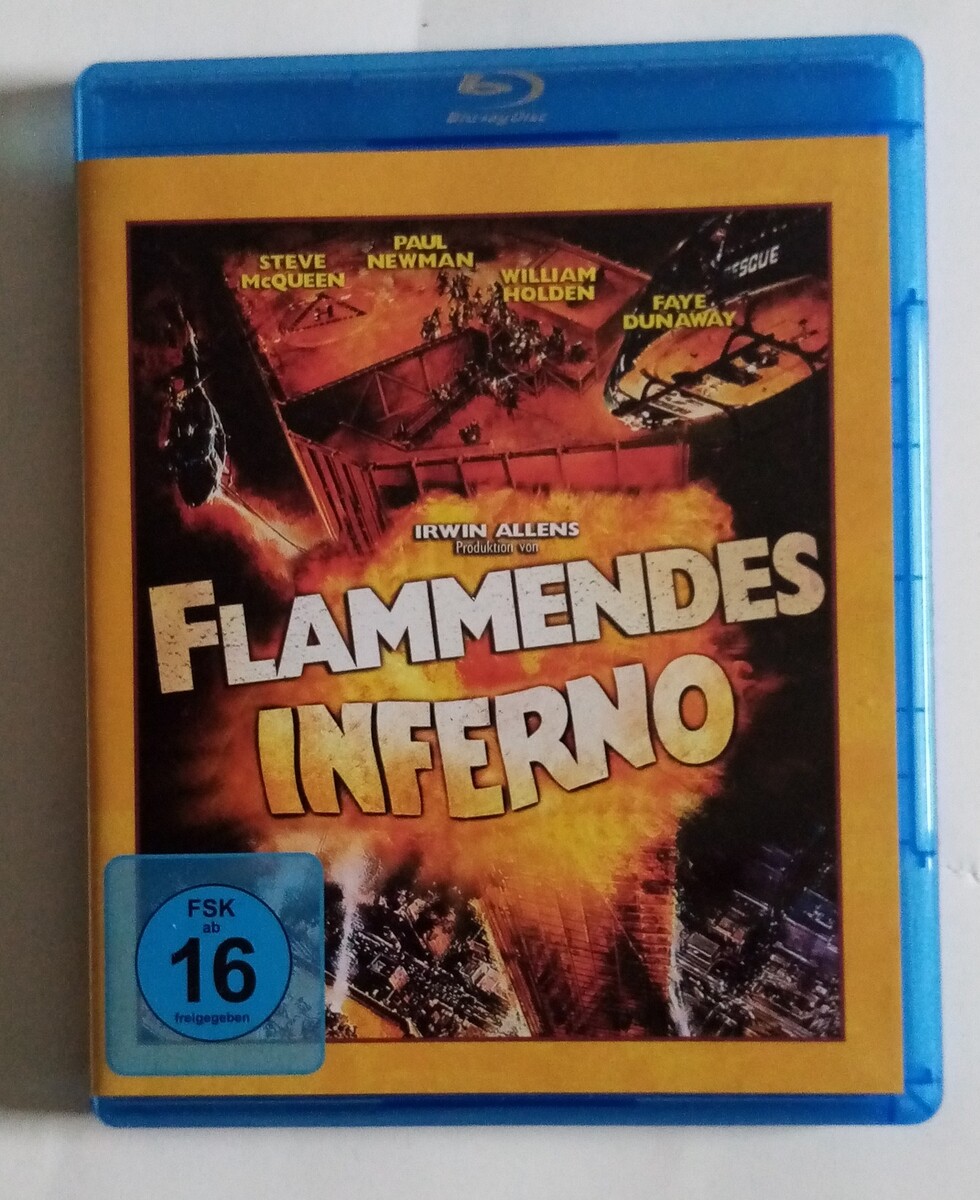 Blu-ray Disc
STEVE
McQUEEN
PAUL
NEWMAN
WILLIAM
HOLDEN
FAYE
DUNAWAY
RESCUE
H
IRWIN ALLENS
Produktion von
FLAMMENDES
INFERNO
FSK
ab
16
freigegeben